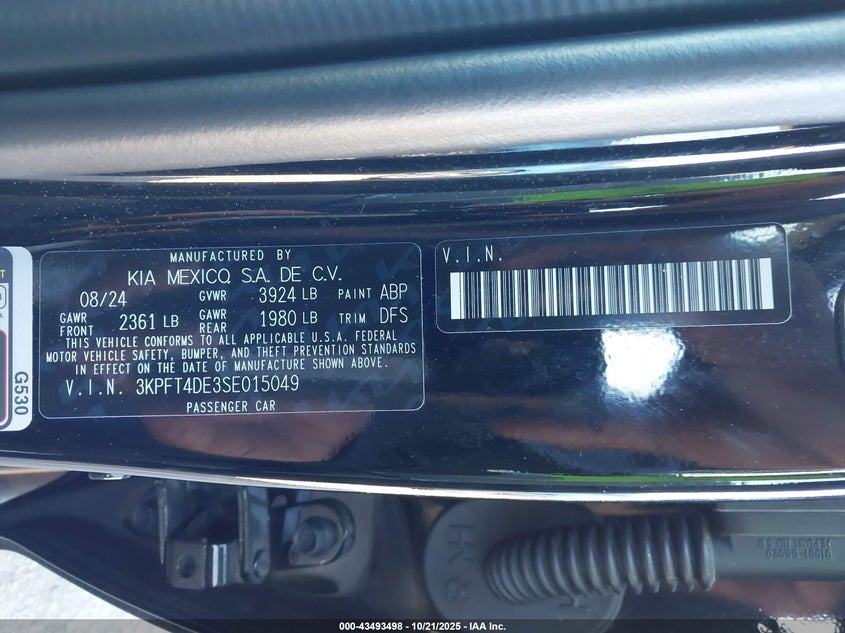 MANUFACTURED BY
KIA MEXICO, S.A. DE C.V.
08/24 GVWR 3924 LB PAINT ABP
GAWR FRONT 2361 LB GAWR REAR 1980 LB TRIM DFS
THIS VEHICLE CONFORMS TO ALL APPLICABLE U.S.A. FEDERAL
MOTOR VEHICLE SAFETY, BUMPER, AND THEFT PREVENTION STANDARDS
IN EFFECT ON THE DATE OF MANUFACTURE SHOWN ABOVE.
V.I.N. 3KPFT4DE3SE015049
PASSENGER CAR
V.I.N.
G530
000-43493498 • 10/21/2025 • IAA Inc.